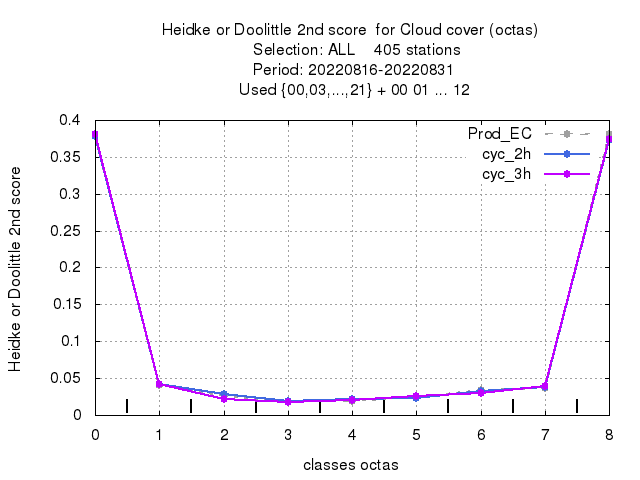 Heidke or Doolittle 2nd score  for Cloud cover (octas)
Selection: ALL    405 stations
Period: 20220816-20220831
Used {00,03,...,21} + 00 01 ... 12
Prod_EC
cyc_2h
cyc_3h
0.4
0.35
0.3
0.25
0.2
0.15
0.1
0.05
0
Heidke or Doolittle 2nd score
0 1 2 3 4 5 6 7 8
classes octas